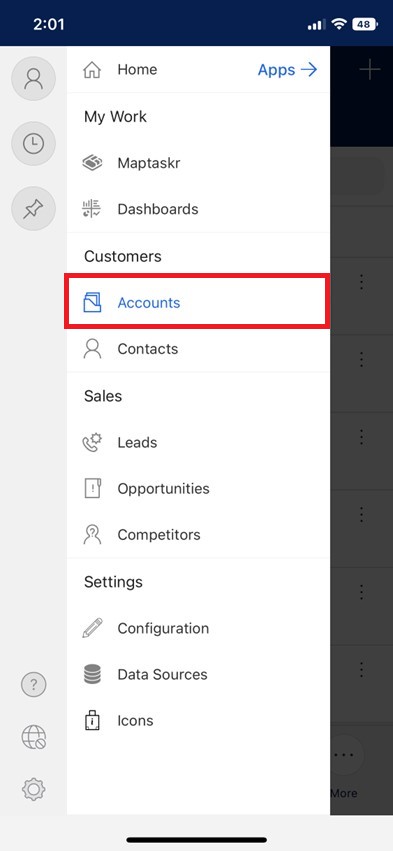 2:01
48
Home
Apps
My Work
Maptaskr
Dashboards
Customers
Accounts
Contacts
Sales
Leads
Opportunities
Competitors
Settings
Configuration
Data Sources
Icons
?
More